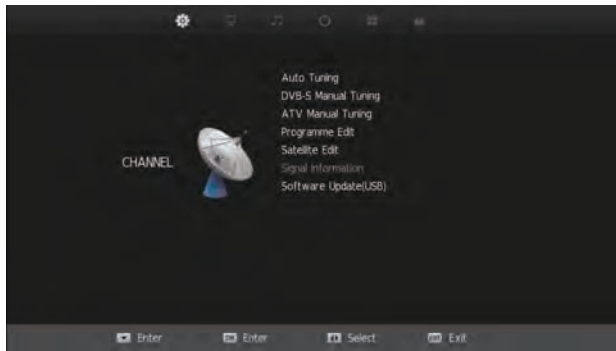 Auto Tuning
DVB-S Manual Tuning
ATV Manual Tuning
Programme Edit
Satellite Edit
CHANNEL
Signal Information
Software Update(USB)
Enter Enter Select Exit